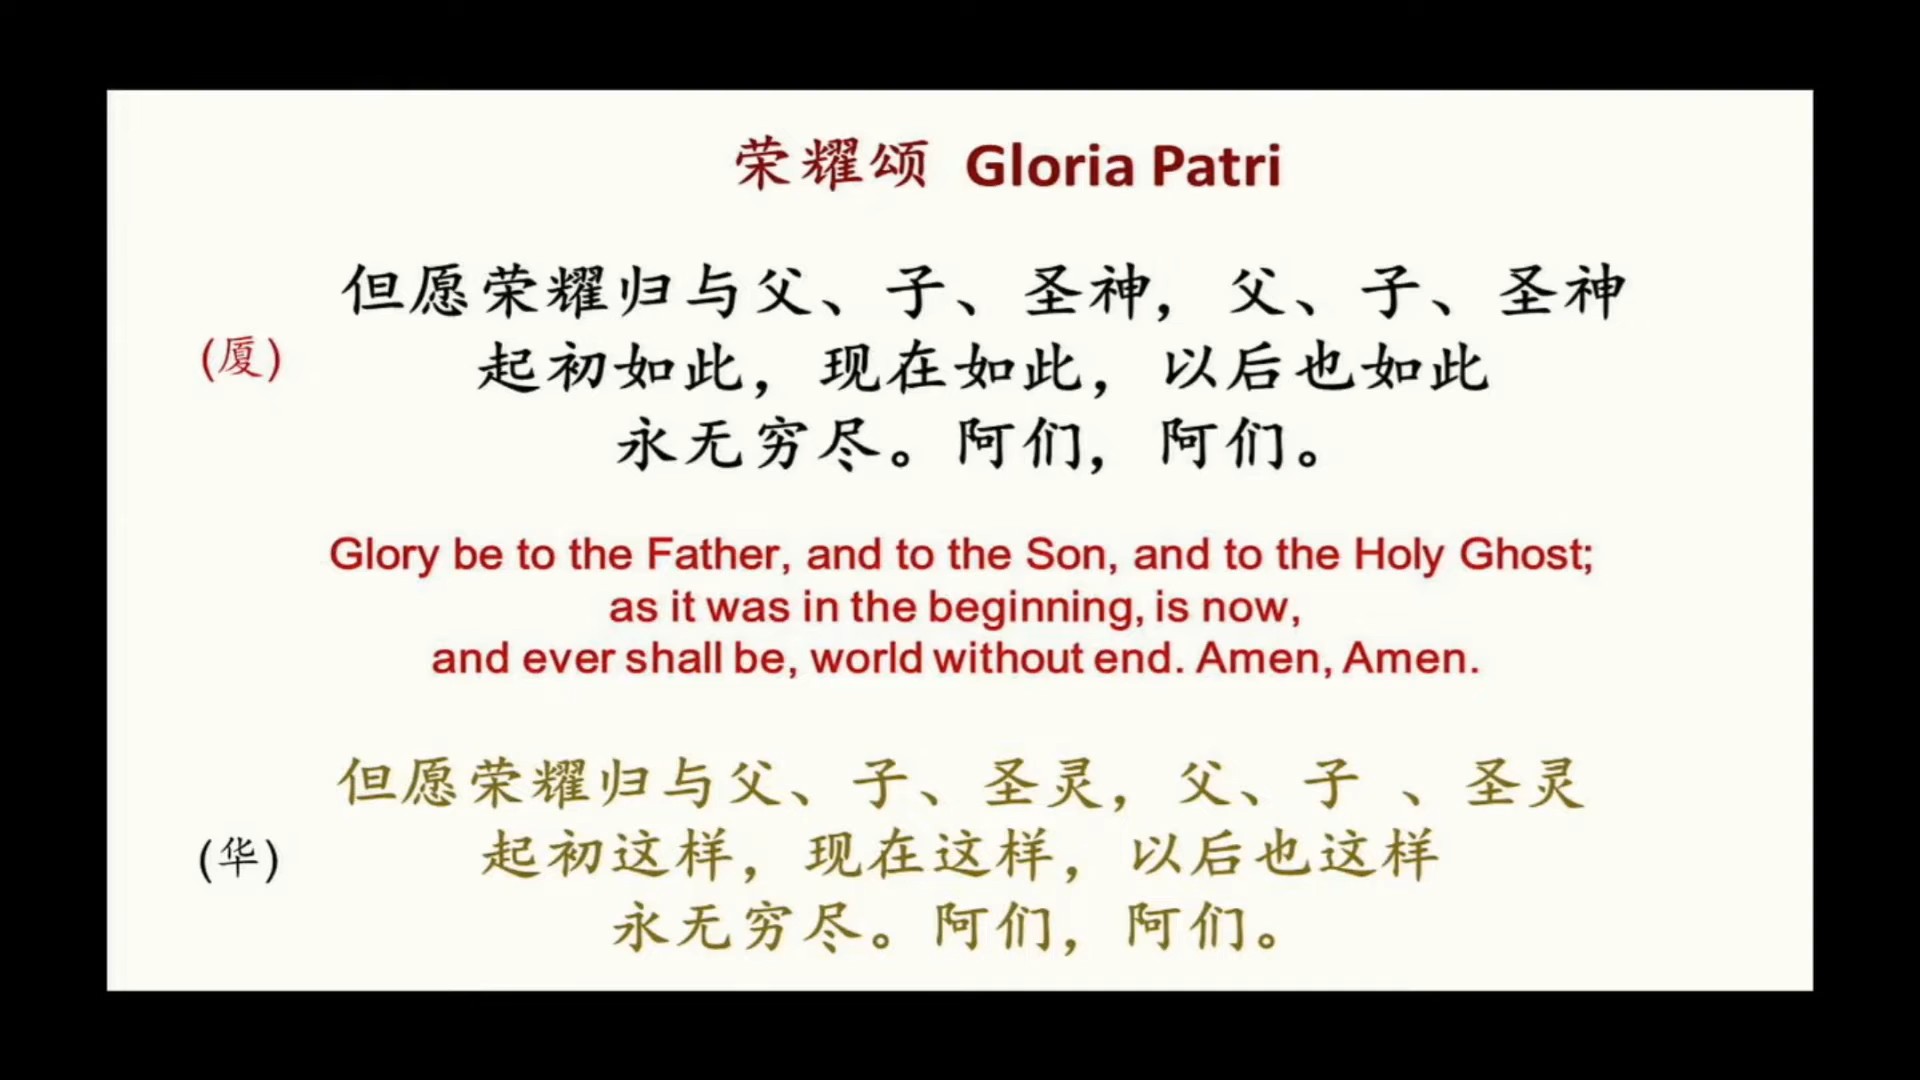 荣耀颂 Gloria Patri
但愿荣耀归与父、子、圣神，父、子、圣神
(厦)
起初如此，现在如此，以后也如此
永无穷尽。阿们，阿们。
Glory be to the Father, and to the Son, and to the Holy Ghost;
as it was in the beginning, is now,
and ever shall be, world without end. Amen, Amen.
但愿荣耀归与父、子、圣灵，父、子 、圣灵
(华)
起初这样，现在这样，以后也这样
永无穷尽。阿们，阿们。